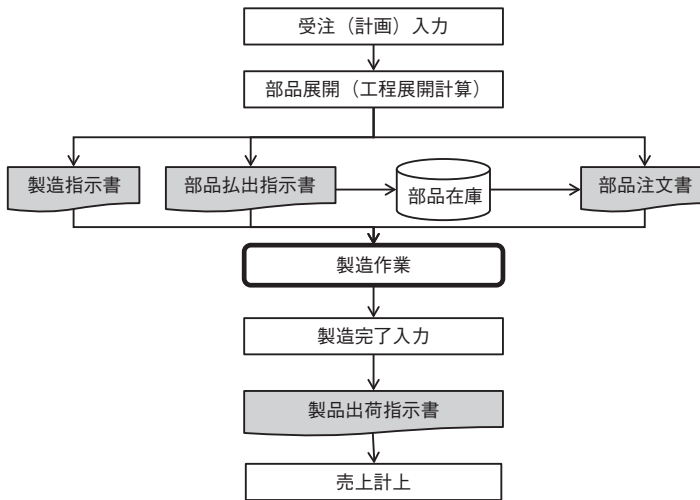 受注（計画）入力
部品展開（工程展開計算）
製造指示書
部品払出指示書
部品在庫
部品注文書
製造作業
製造完了入力
製品出荷指示書
売上計上